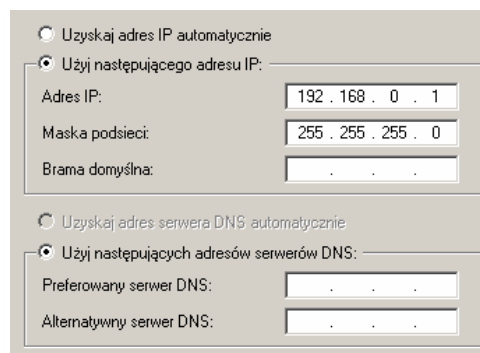 Uzyskaj adres IP automatycznie
Użyj następującego adresu IP:
Adres IP: 192 . 168 . 0 . 1
Maska podsieci: 255 . 255 . 255 . 0
Brama domyślna: . . .
Uzyskaj adres serwera DNS automatycznie
Użyj następujących adresów serwerów DNS:
Preferowany serwer DNS: . . .
Alternatywny serwer DNS: . . .